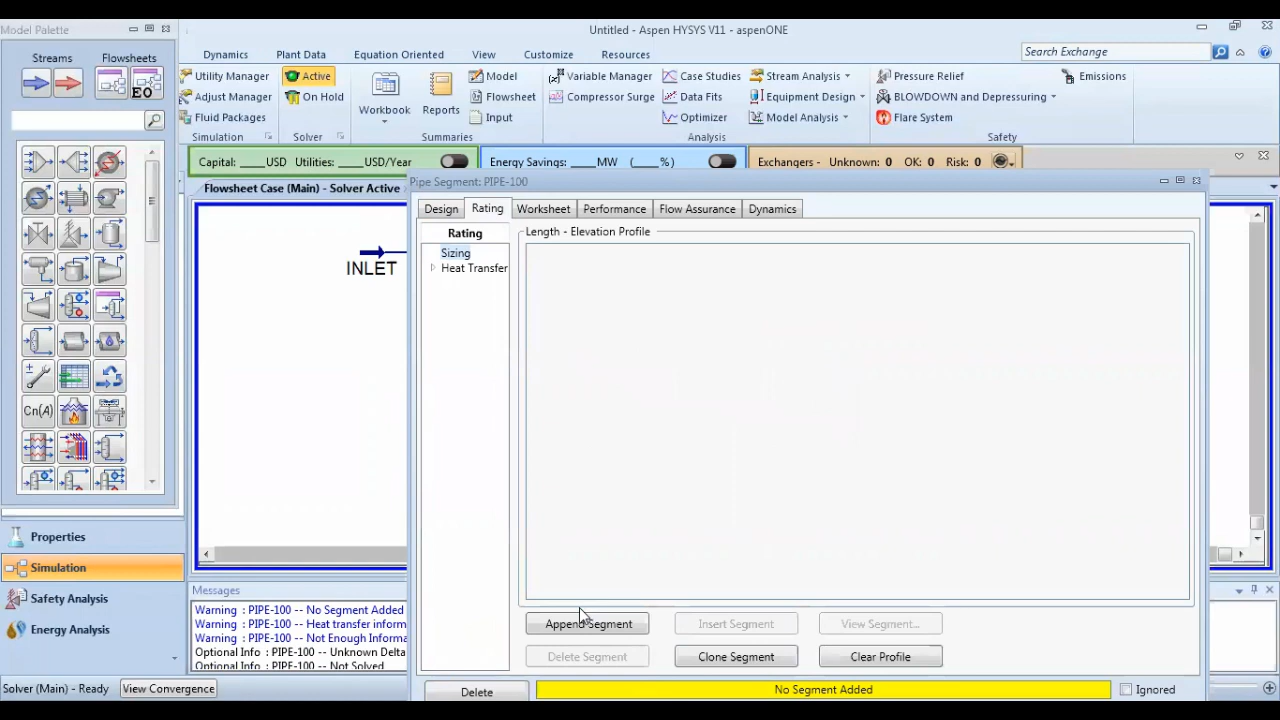 Model Palette
Untitled - Aspen HYSYS V11 - aspenONE
Streams
Flowsheets
EO
Dynamics
Plant Data
Equation Oriented
View
Customize
Resources
Search Exchange
Utility Manager
Adjust Manager
Fluid Packages
Simulation
Active
On Hold
Solver
Workbook
Reports
Model
Flowsheet
Input
Summaries
Variable Manager
Compressor Surge
Case Studies
Data Fits
Optimizer
Stream Analysis
Equipment Design
Model Analysis
Analysis
Pressure Relief
BLOWDOWN and Depressuring
Flare System
Emissions
Safety
Capital: ____USD Utilities: ____USD/Year
Energy Savings: ____MW (____%)
Exchangers - Unknown: 0 OK: 0 Risk: 0
Flowsheet Case (Main) - Solver Active
INLET
Cn(A)
Pipe Segment: PIPE-100
Design
Rating
Worksheet
Performance
Flow Assurance
Dynamics
Rating
Sizing
Heat Transfer
Length - Elevation Profile
Append Segment
Insert Segment
View Segment...
Delete Segment
Clone Segment
Clear Profile
Delete
No Segment Added
Ignored
Properties
Simulation
Safety Analysis
Energy Analysis
Messages
Warning : PIPE-100 -- No Segment Added
Warning : PIPE-100 -- Heat transfer inform
Warning : PIPE-100 -- Not Enough Informa
Optional Info : PIPE-100 -- Unknown Delta
Optional Info : PIPE-100 -- Not Solved
Solver (Main) - Ready
View Convergence